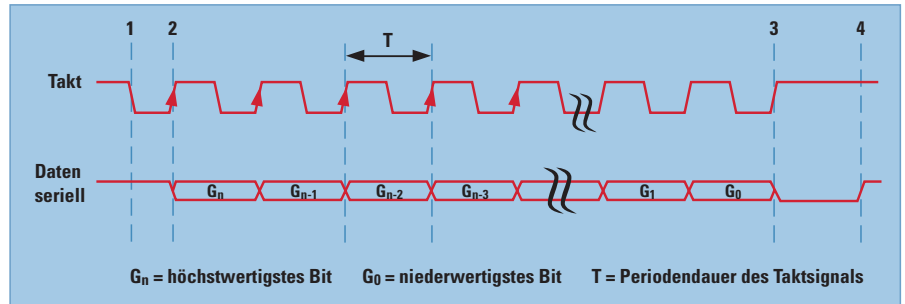 1 2 T 3 4
Takt
Daten
seriell
Gn Gn-1 Gn-2 Gn-3 G1 G0
Gn = höchstwertigstes Bit G0 = niederwertigstes Bit T = Periodendauer des Taktsignals